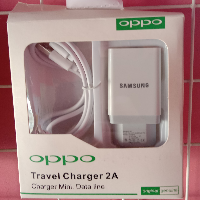 oppo
SAMSUNG
oppo
Travel Charger 2A
Charger Mini, Data line